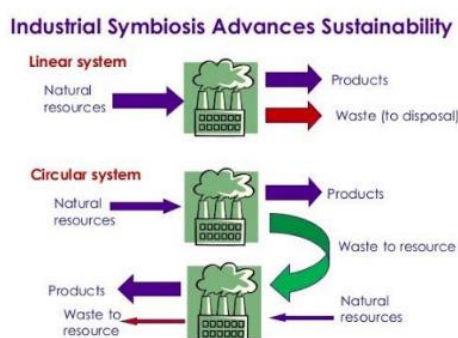 Industrial Symbiosis Advances Sustainability
Linear system
Natural
resources
Products
Waste (to disposal)
Circular system
Natural
resources
Products
Waste to resource
Products
Waste to
resource
Natural
resources